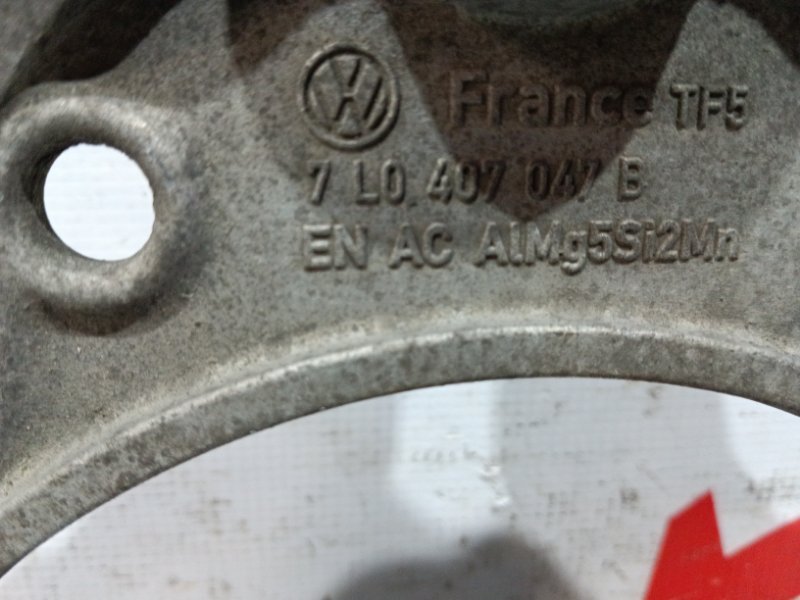 France TF5
7 L0 407 047 B
EN AC AlMg5Si2Mn